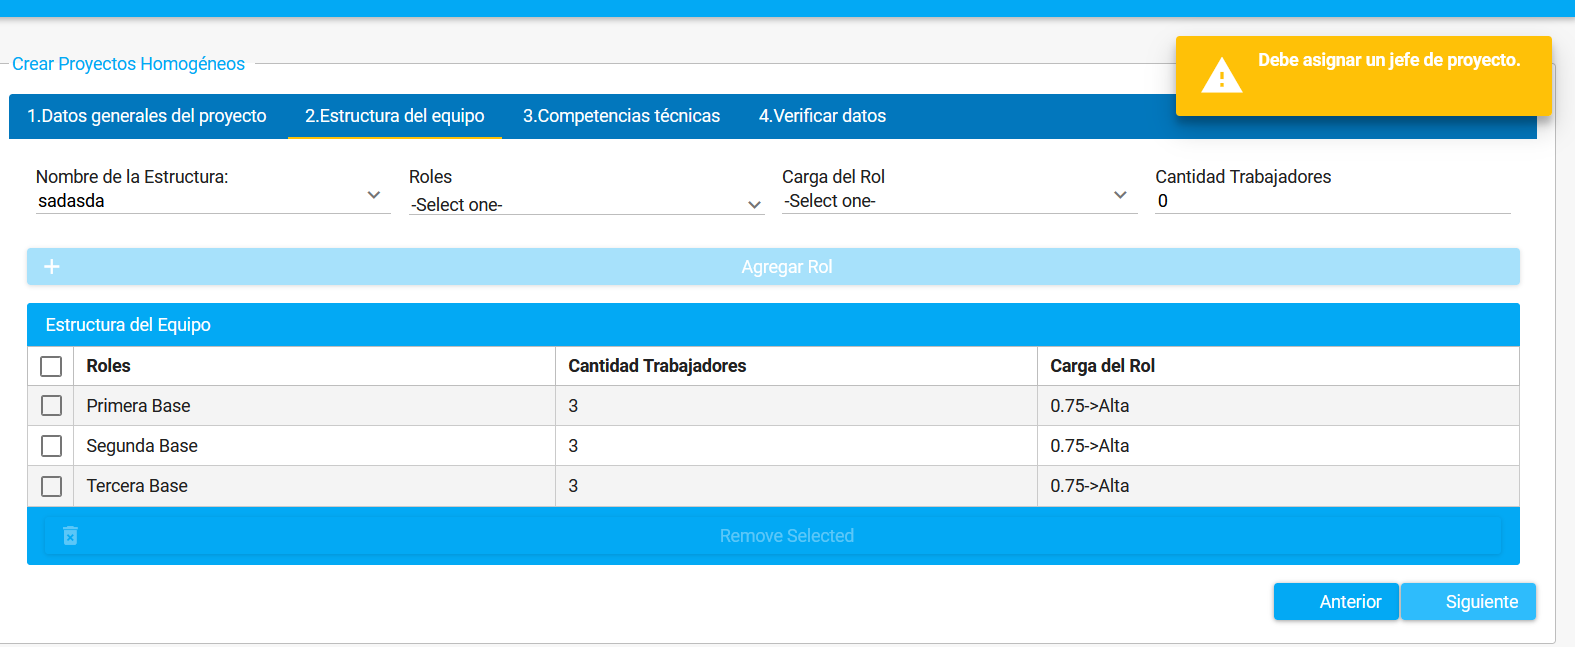 Crear Proyectos Homogéneos
Debe asignar un jefe de proyecto.
1.Datos generales del proyecto 2.Estructura del equipo 3.Competencias técnicas 4.Verificar datos
Nombre de la Estructura: Roles Carga del Rol Cantidad Trabajadores
sadasda -Select one- -Select one- 0
Agregar Rol
Estructura del Equipo
Roles Cantidad Trabajadores Carga del Rol
Primera Base 3 0.75->Alta
Segunda Base 3 0.75->Alta
Tercera Base 3 0.75->Alta
Remove Selected
Anterior Siguiente